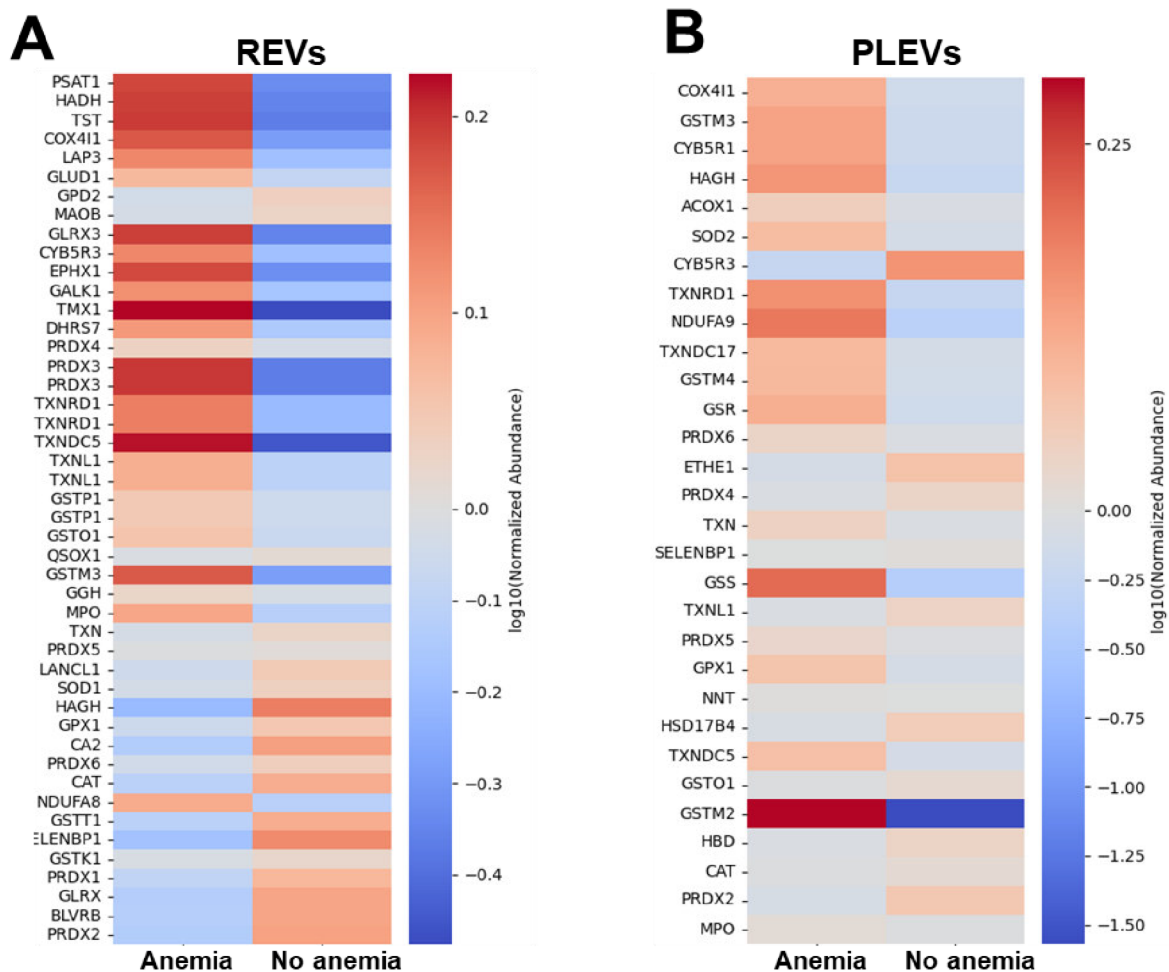 A
REVs
PSAT1
HADH
TST
COX4I1
LAP3
GLUD1
GPD2
MAOB
GLRX3
CYB5R3
EPHX1
GALK1
TMX1
DHRS7
PRDX4
PRDX3
PRDX3
TXNRD1
TXNRD1
TXNDC5
TXNL1
TXNL1
GSTP1
GSTP1
GSTO1
QSOX1
GSTM3
GGH
MPO
TXN
PRDX5
LANCL1
SOD1
HAGH
GPX1
CA2
PRDX6
CAT
NDUFA8
GSTT1
ELENBP1
GSTK1
PRDX1
GLRX
BLVRB
PRDX2
Anemia No anemia
0.2
0.1
0.0
−0.1
−0.2
−0.3
−0.4
log10(Normalized Abundance)
B
PLEVs
COX4I1
GSTM3
CYB5R1
HAGH
ACOX1
SOD2
CYB5R3
TXNRD1
NDUFA9
TXNDC17
GSTM4
GSR
PRDX6
ETHE1
PRDX4
TXN
SELENBP1
GSS
TXNL1
PRDX5
GPX1
NNT
HSD17B4
TXNDC5
GSTO1
GSTM2
HBD
CAT
PRDX2
MPO
Anemia No anemia
0.25
0.00
−0.25
−0.50
−0.75
−1.00
−1.25
−1.50
log10(Normalized Abundance)